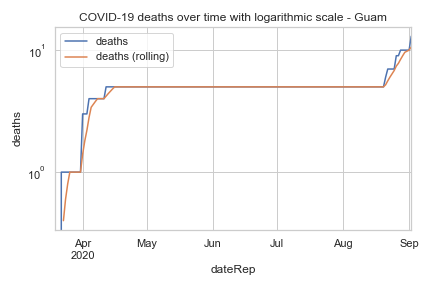 COVID-19 deaths over time with logarithmic scale - Guam
deaths
deaths (rolling)
10¹
10⁰
deaths
Apr May Jun Jul Aug Sep
2020
dateRep